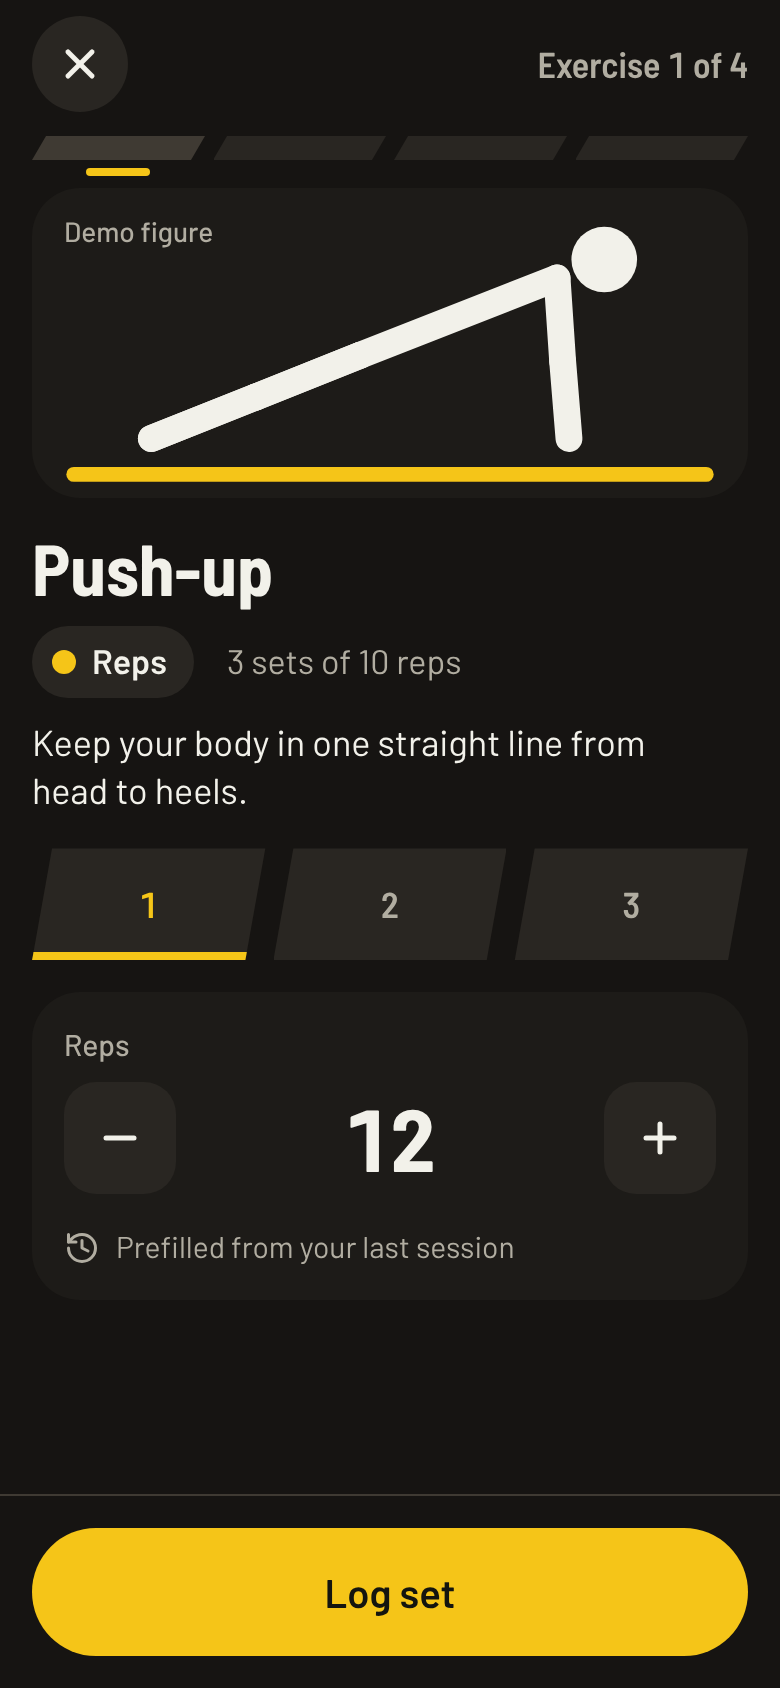 Exercise 1 of 4
Demo figure
Push-up
Reps
3 sets of 10 reps
Keep your body in one straight line from
head to heels.
1
2
3
Reps
12
Prefilled from your last session
Log set